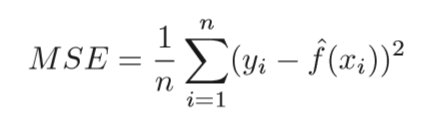 MSE = \frac{1}{n} \sum_{i=1}^{n} (y_i - \hat{f}(x_i))^2